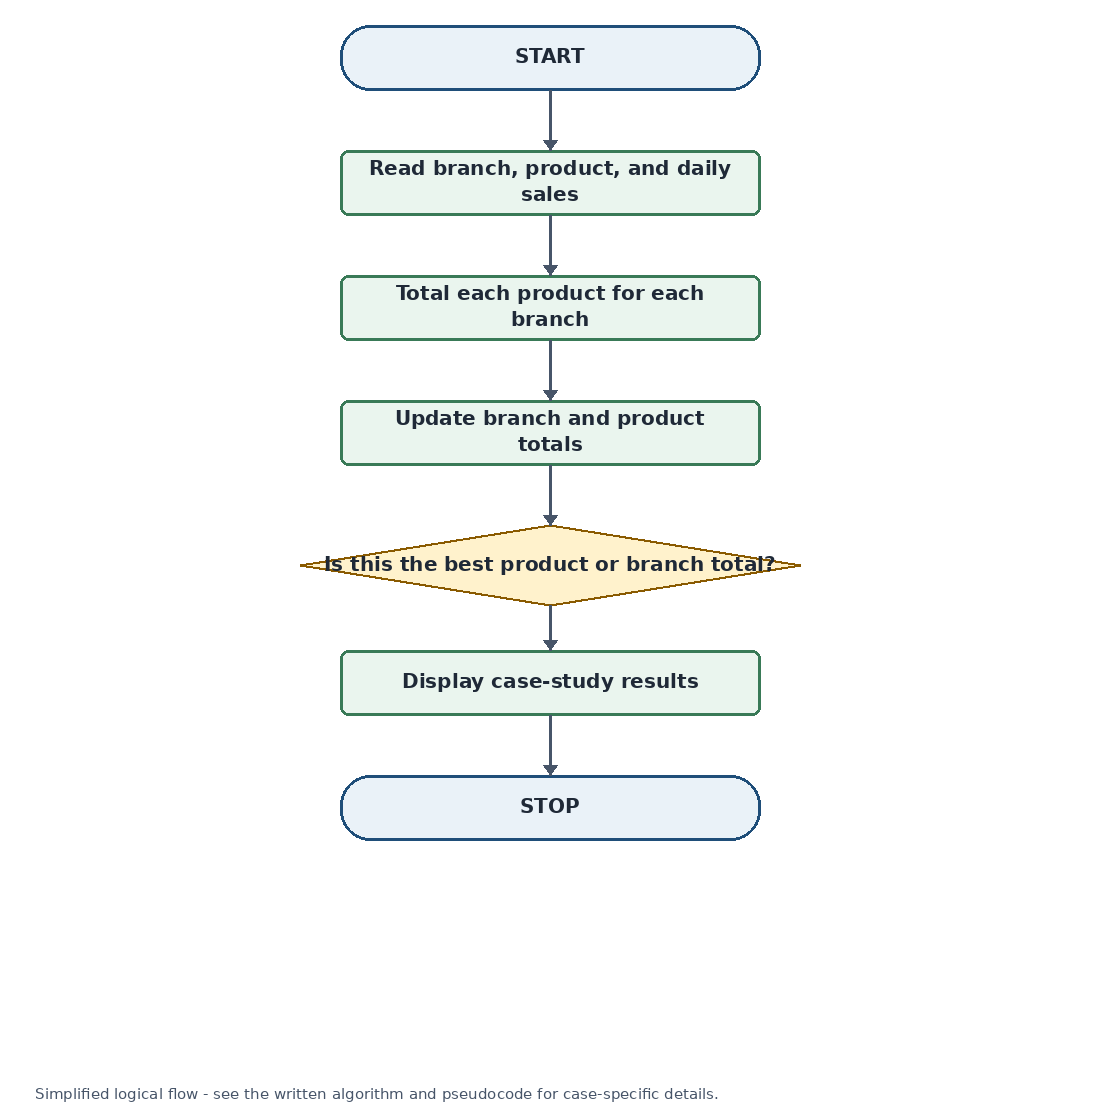 START
Read branch, product, and daily
sales
Total each product for each
branch
Update branch and product
totals
Is this the best product or branch total?
Display case-study results
STOP
Simplified logical flow - see the written algorithm and pseudocode for case-specific details.